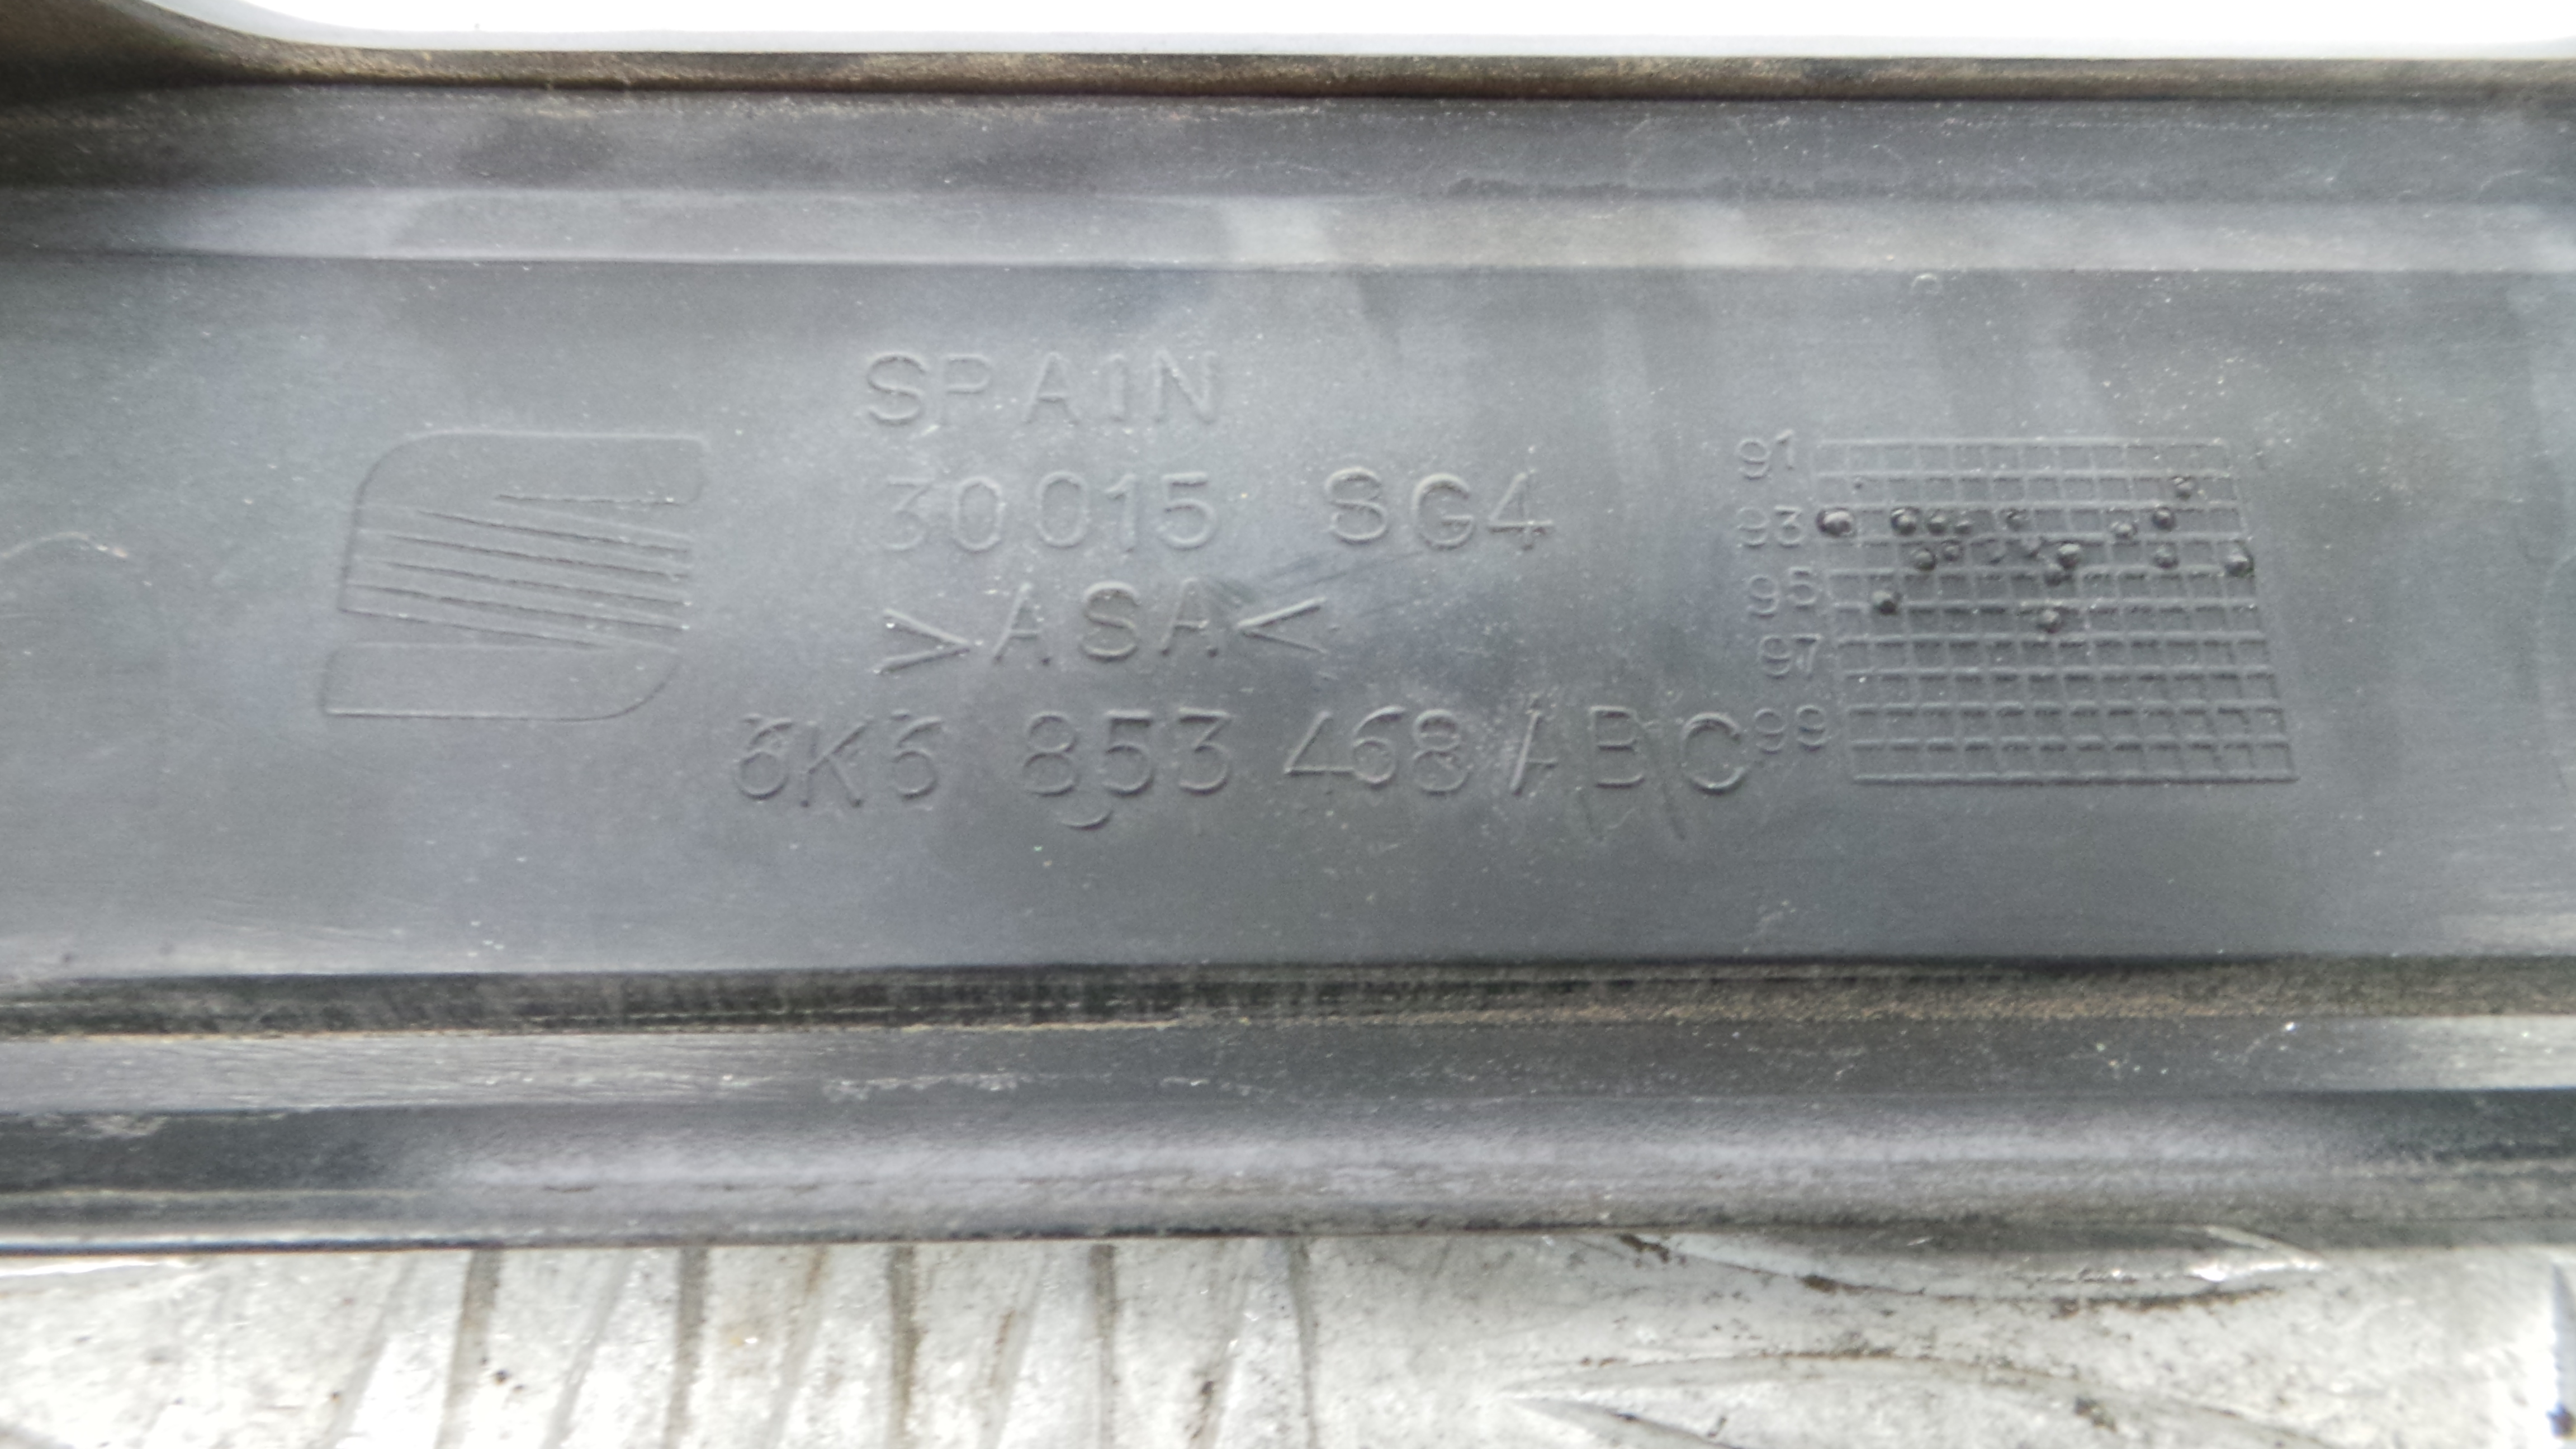 SPAIN
30015 SG4
>ASA<
6K6 853 468 ABC
91
93
95
97
99